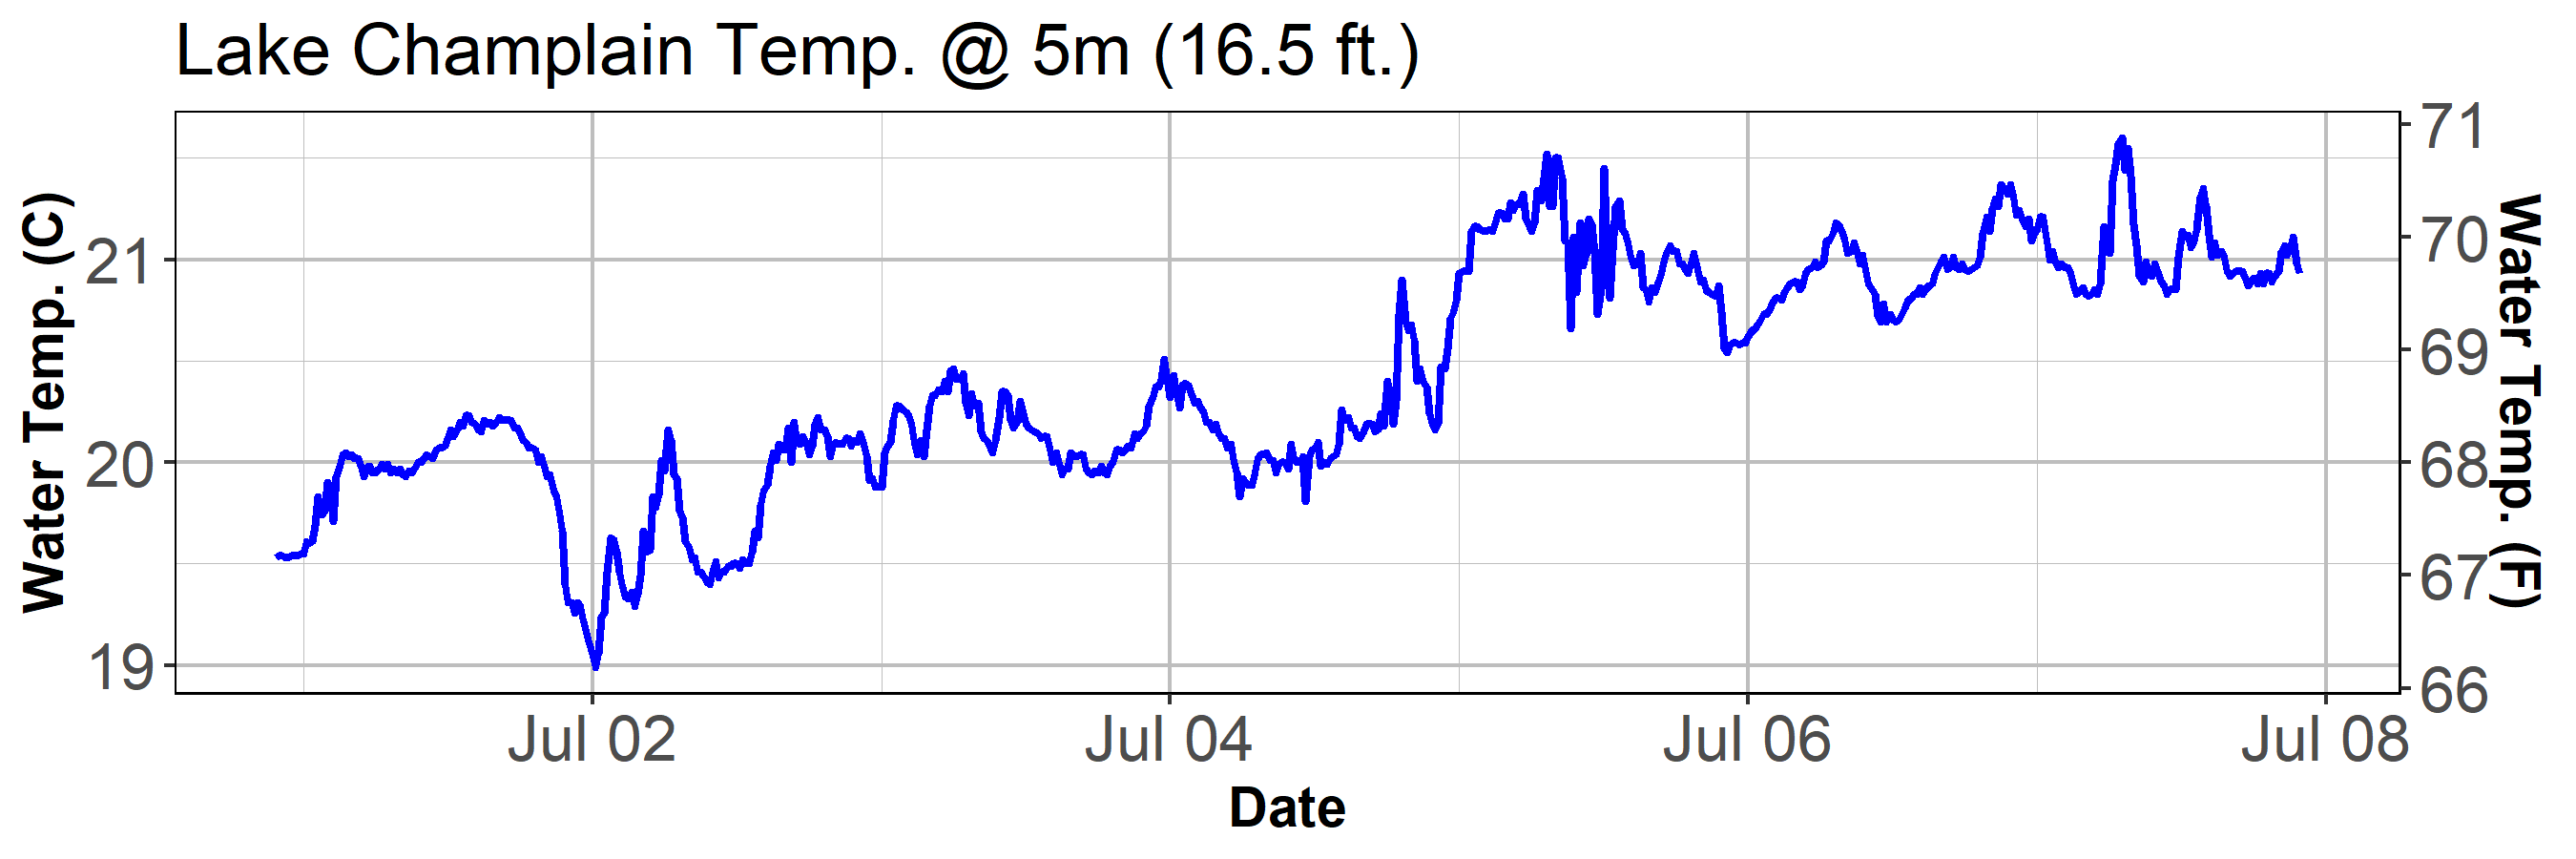 Lake Champlain Temp. @ 5m (16.5 ft.)
Water Temp. (C)
21
20
19
71
70
69
68
67
66
Water Temp. (F)
Jul 02 Jul 04 Jul 06 Jul 08
Date